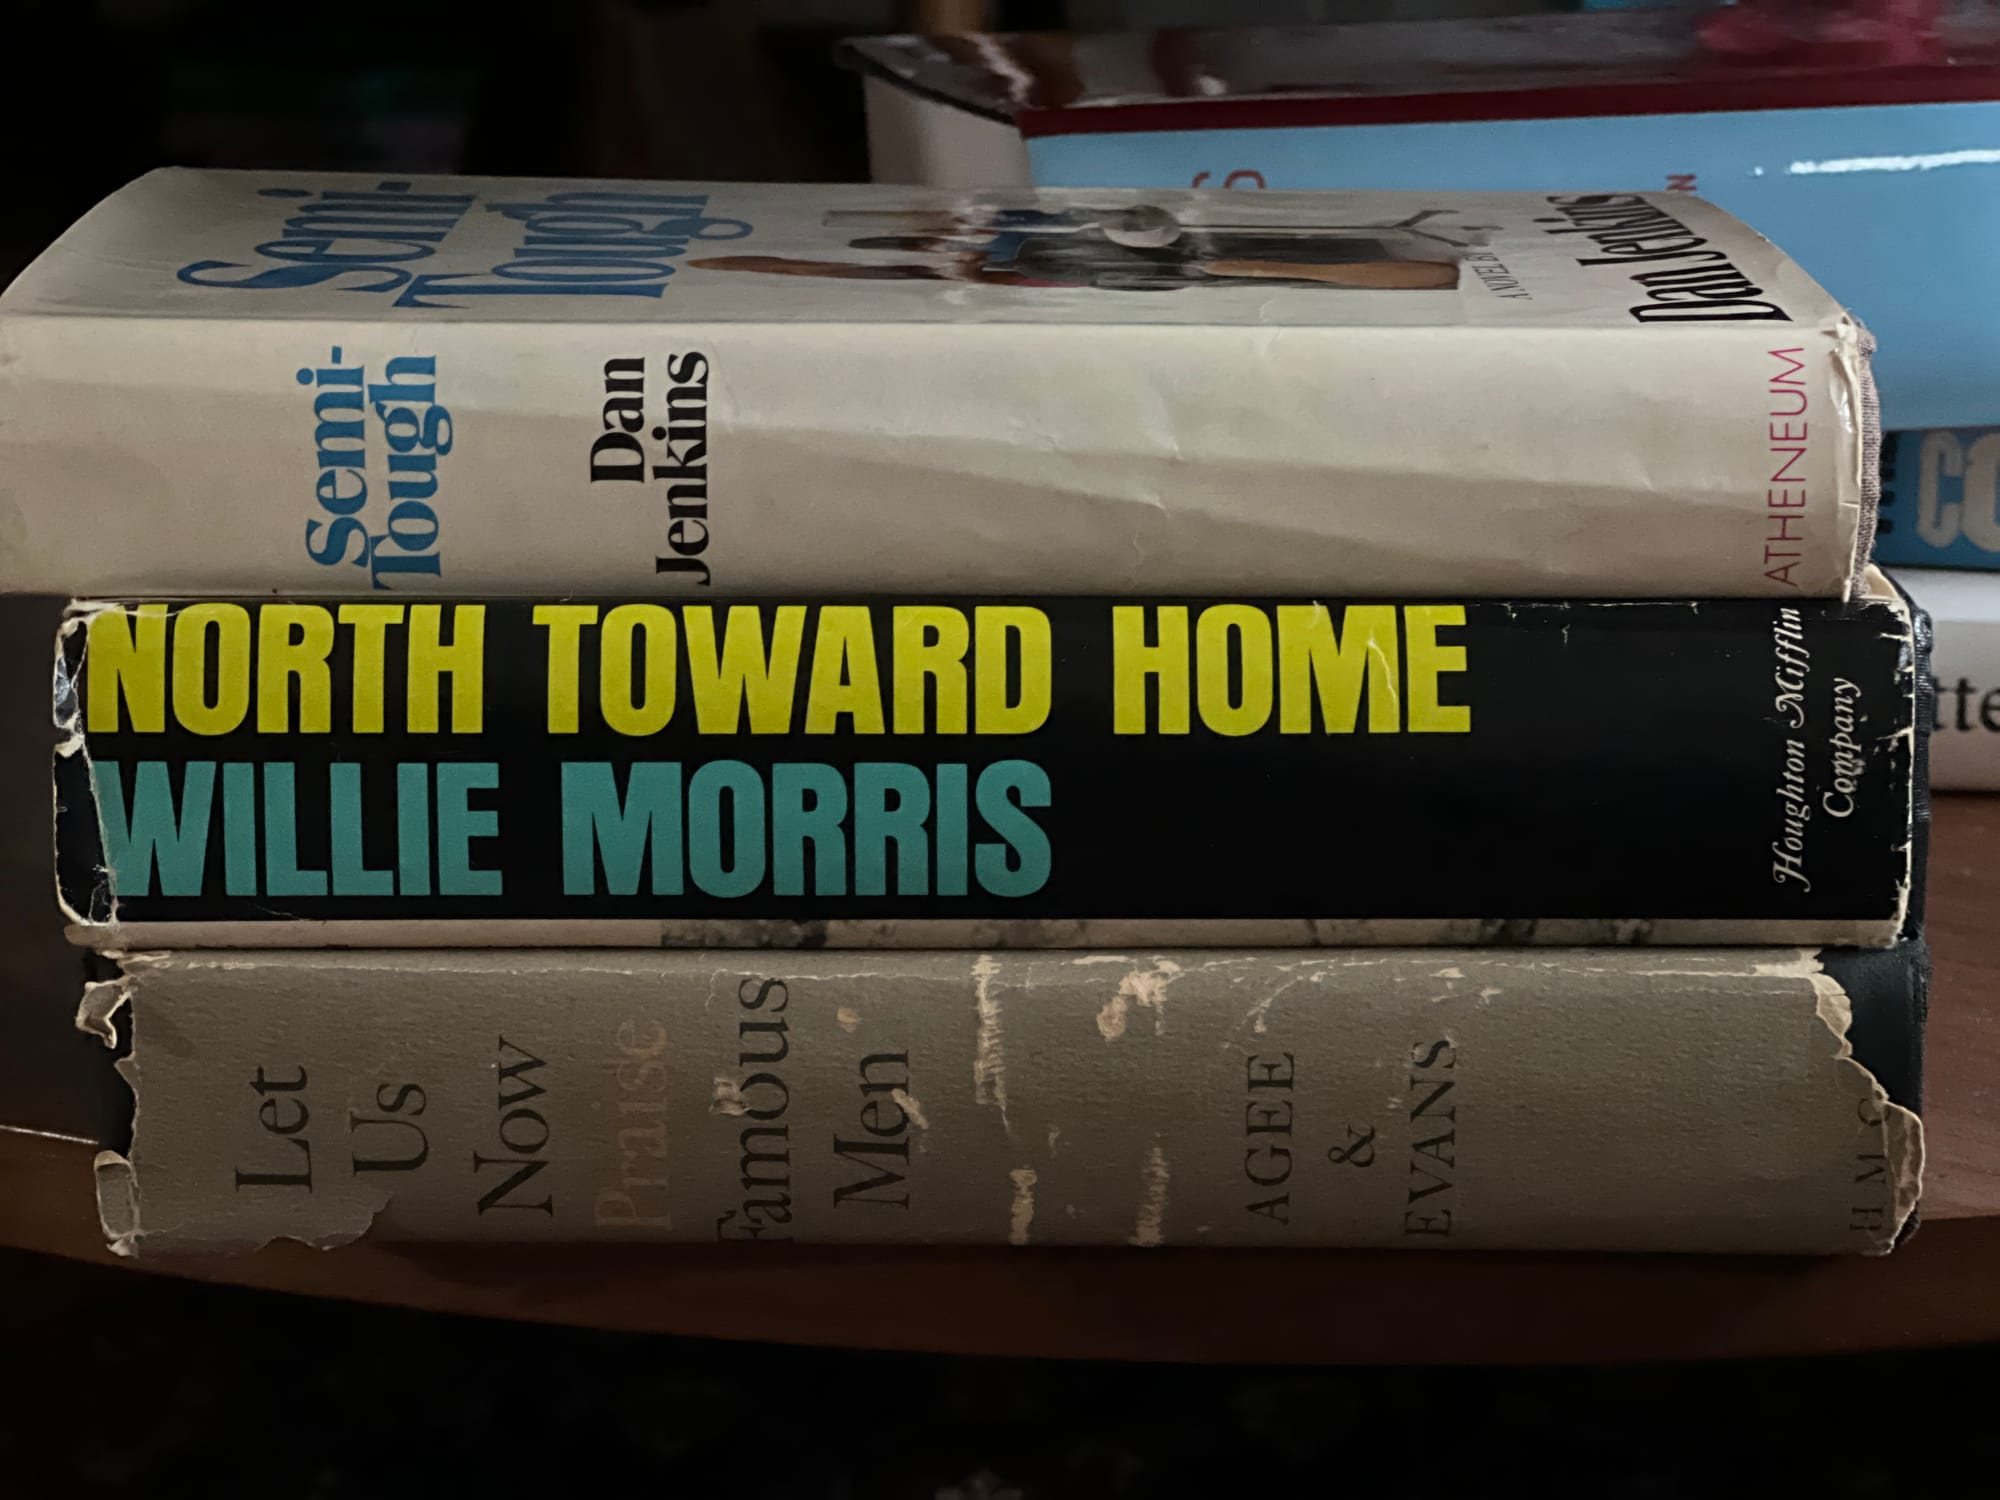 Semi-
Tough
A NOVEL BY
Dan Jenkins
Semi-
Tough
Dan
Jenkins
ATHENEUM
NORTH TOWARD HOME
WILLIE MORRIS
Houghton Mifflin
Company
Let
Us
Now
Praise
Famous
Men
AGEE
&
EVANS
HMC